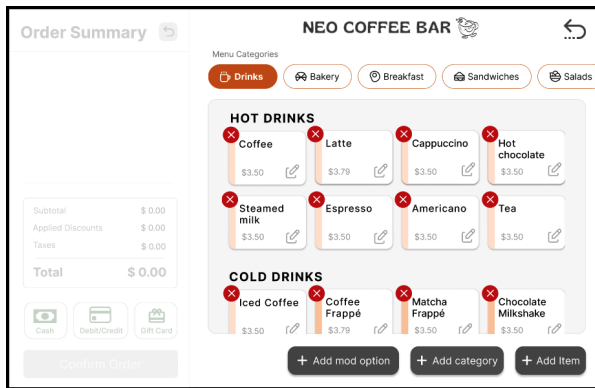 Order Summary
NEO COFFEE BAR
Menu Categories
Drinks
Bakery
Breakfast
Sandwiches
Salads
HOT DRINKS
Coffee
$3.50
Latte
$3.79
Cappuccino
$3.50
Hot
chocolate
$3.50
Steamed
milk
$3.50
Espresso
$3.50
Americano
$3.50
Tea
$3.50
COLD DRINKS
Iced Coffee
$3.50
Coffee
Frappé
$3.79
Matcha
Frappé
$3.50
Chocolate
Milkshake
$3.50
Subtotal $ 0.00
Applied Discounts $ 0.00
Taxes $ 0.00
Total $ 0.00
Cash
Debit/Credit
Gift Card
Confirm Order
+ Add mod option
+ Add category
+ Add Item